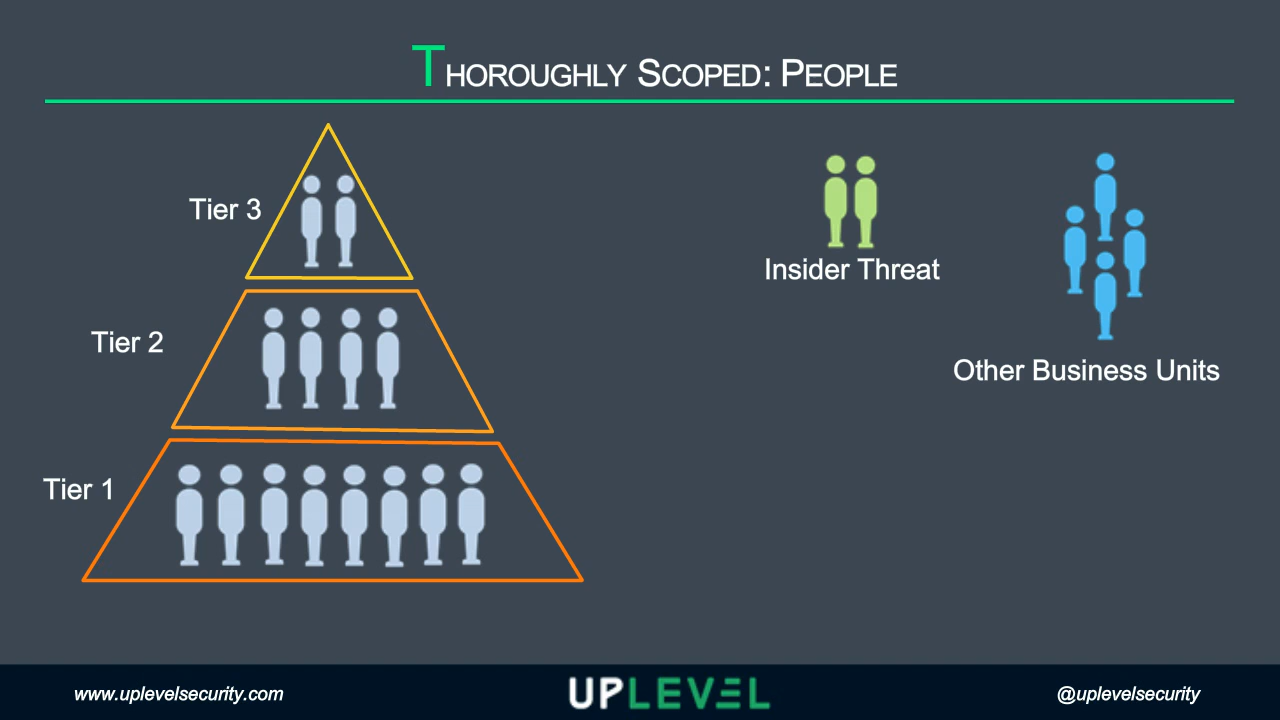 THOROUGHLY SCOPED: PEOPLE
Tier 3
Tier 2
Tier 1
Insider Threat
Other Business Units
www.uplevelsecurity.com
UPLEVEL
@uplevelsecurity